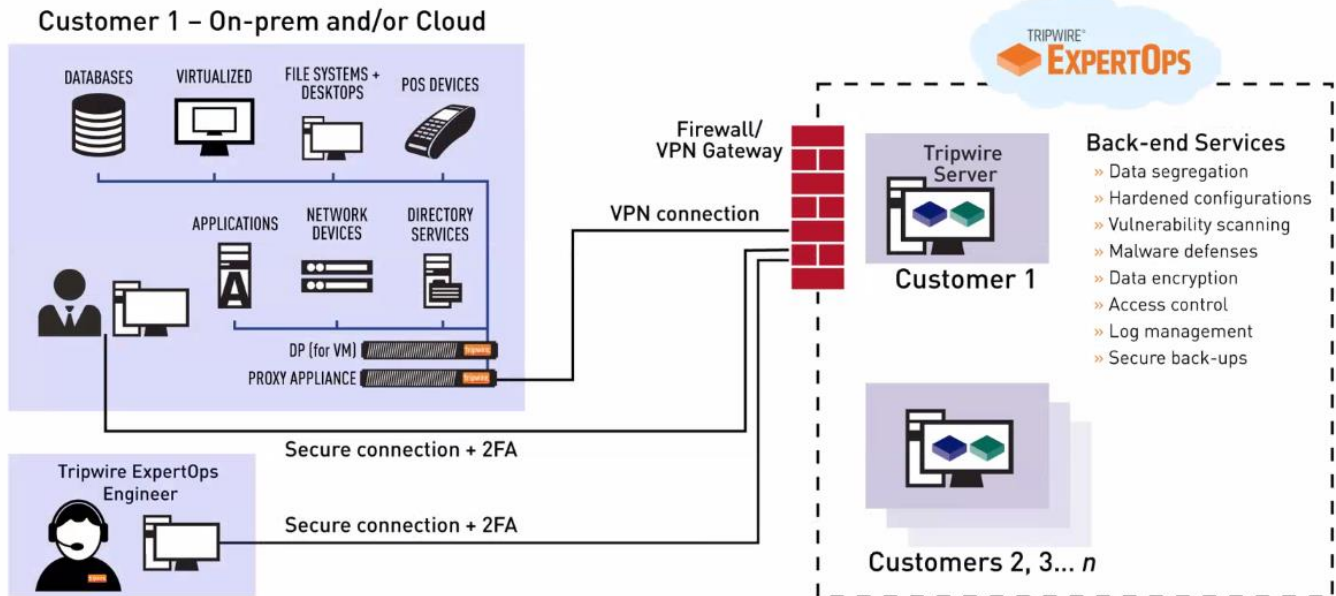 Customer 1 – On-prem and/or Cloud
DATABASES
VIRTUALIZED
FILE SYSTEMS +
DESKTOPS
POS DEVICES
APPLICATIONS
NETWORK
DEVICES
DIRECTORY
SERVICES
A
DP (for VM)
tripwire
PROXY APPLIANCE
tripwire
Tripwire ExpertOps
Engineer
Firewall/
VPN Gateway
VPN connection
Secure connection + 2FA
Secure connection + 2FA
TRIPWIRE®
EXPERTOPS
Tripwire
Server
Customer 1
Customers 2, 3... n
Back-end Services
» Data segregation
» Hardened configurations
» Vulnerability scanning
» Malware defenses
» Data encryption
» Access control
» Log management
» Secure back-ups